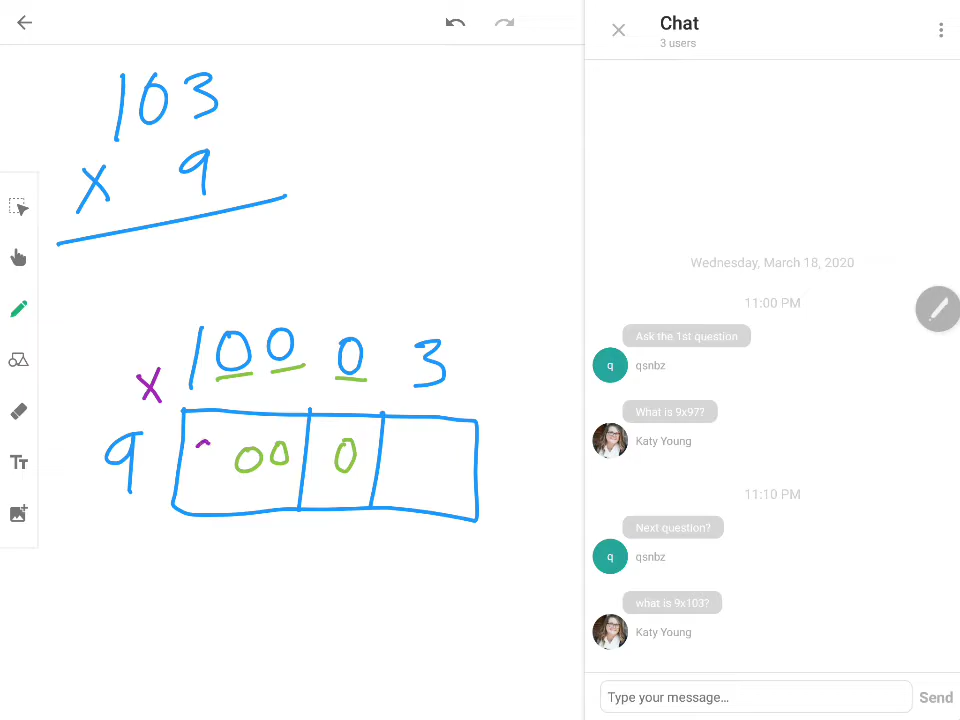 Chat
3 users
103
x 9
Wednesday, March 18, 2020
11:00 PM
Ask the 1st question
q qsnbz
x 100 0 3
What is 9x97?
Katy Young
9 00 0
11:10 PM
Next question?
q qsnbz
what is 9x103?
Katy Young
Type your message... Send
TT